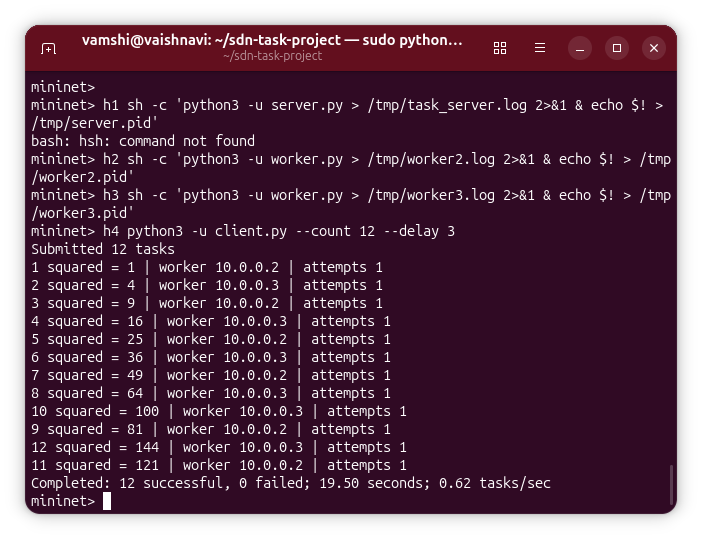 vamshi@vaishnavi: ~/sdn-task-project — sudo python…
~/sdn-task-project
mininet>
mininet> h1 sh -c 'python3 -u server.py > /tmp/task_server.log 2>&1 & echo $! >
/tmp/server.pid'
bash: hsh: command not found
mininet> h2 sh -c 'python3 -u worker.py > /tmp/worker2.log 2>&1 & echo $! > /tmp
/worker2.pid'
mininet> h3 sh -c 'python3 -u worker.py > /tmp/worker3.log 2>&1 & echo $! > /tmp
/worker3.pid'
mininet> h4 python3 -u client.py --count 12 --delay 3
Submitted 12 tasks
1 squared = 1 | worker 10.0.0.2 | attempts 1
2 squared = 4 | worker 10.0.0.3 | attempts 1
3 squared = 9 | worker 10.0.0.2 | attempts 1
4 squared = 16 | worker 10.0.0.3 | attempts 1
5 squared = 25 | worker 10.0.0.2 | attempts 1
6 squared = 36 | worker 10.0.0.3 | attempts 1
7 squared = 49 | worker 10.0.0.2 | attempts 1
8 squared = 64 | worker 10.0.0.3 | attempts 1
10 squared = 100 | worker 10.0.0.3 | attempts 1
9 squared = 81 | worker 10.0.0.2 | attempts 1
12 squared = 144 | worker 10.0.0.3 | attempts 1
11 squared = 121 | worker 10.0.0.2 | attempts 1
Completed: 12 successful, 0 failed; 19.50 seconds; 0.62 tasks/sec
mininet>